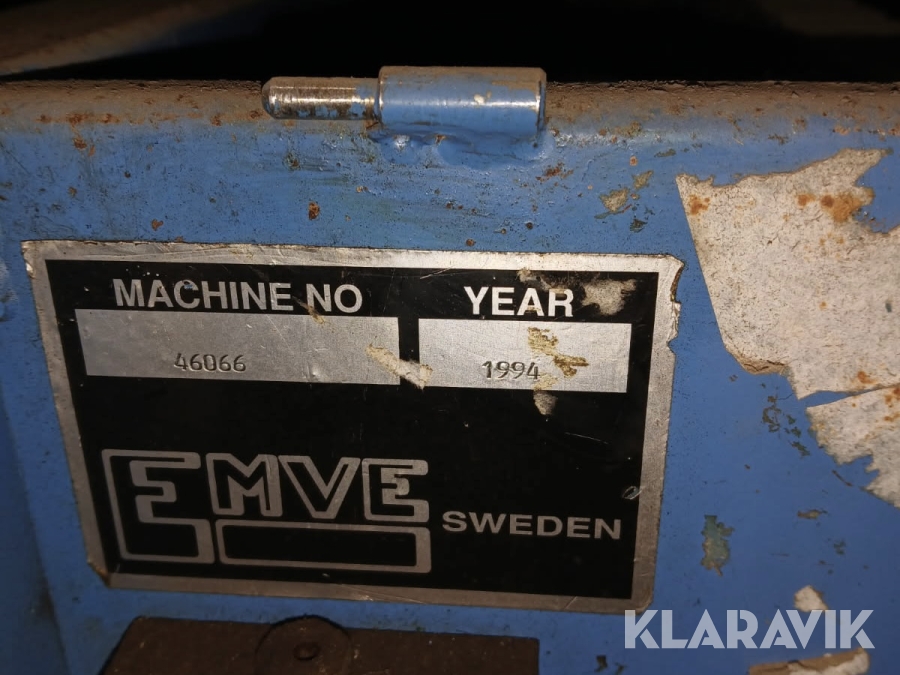 MACHINE NO YEAR
46066 1994
EMVE SWEDEN
KLARAVIK